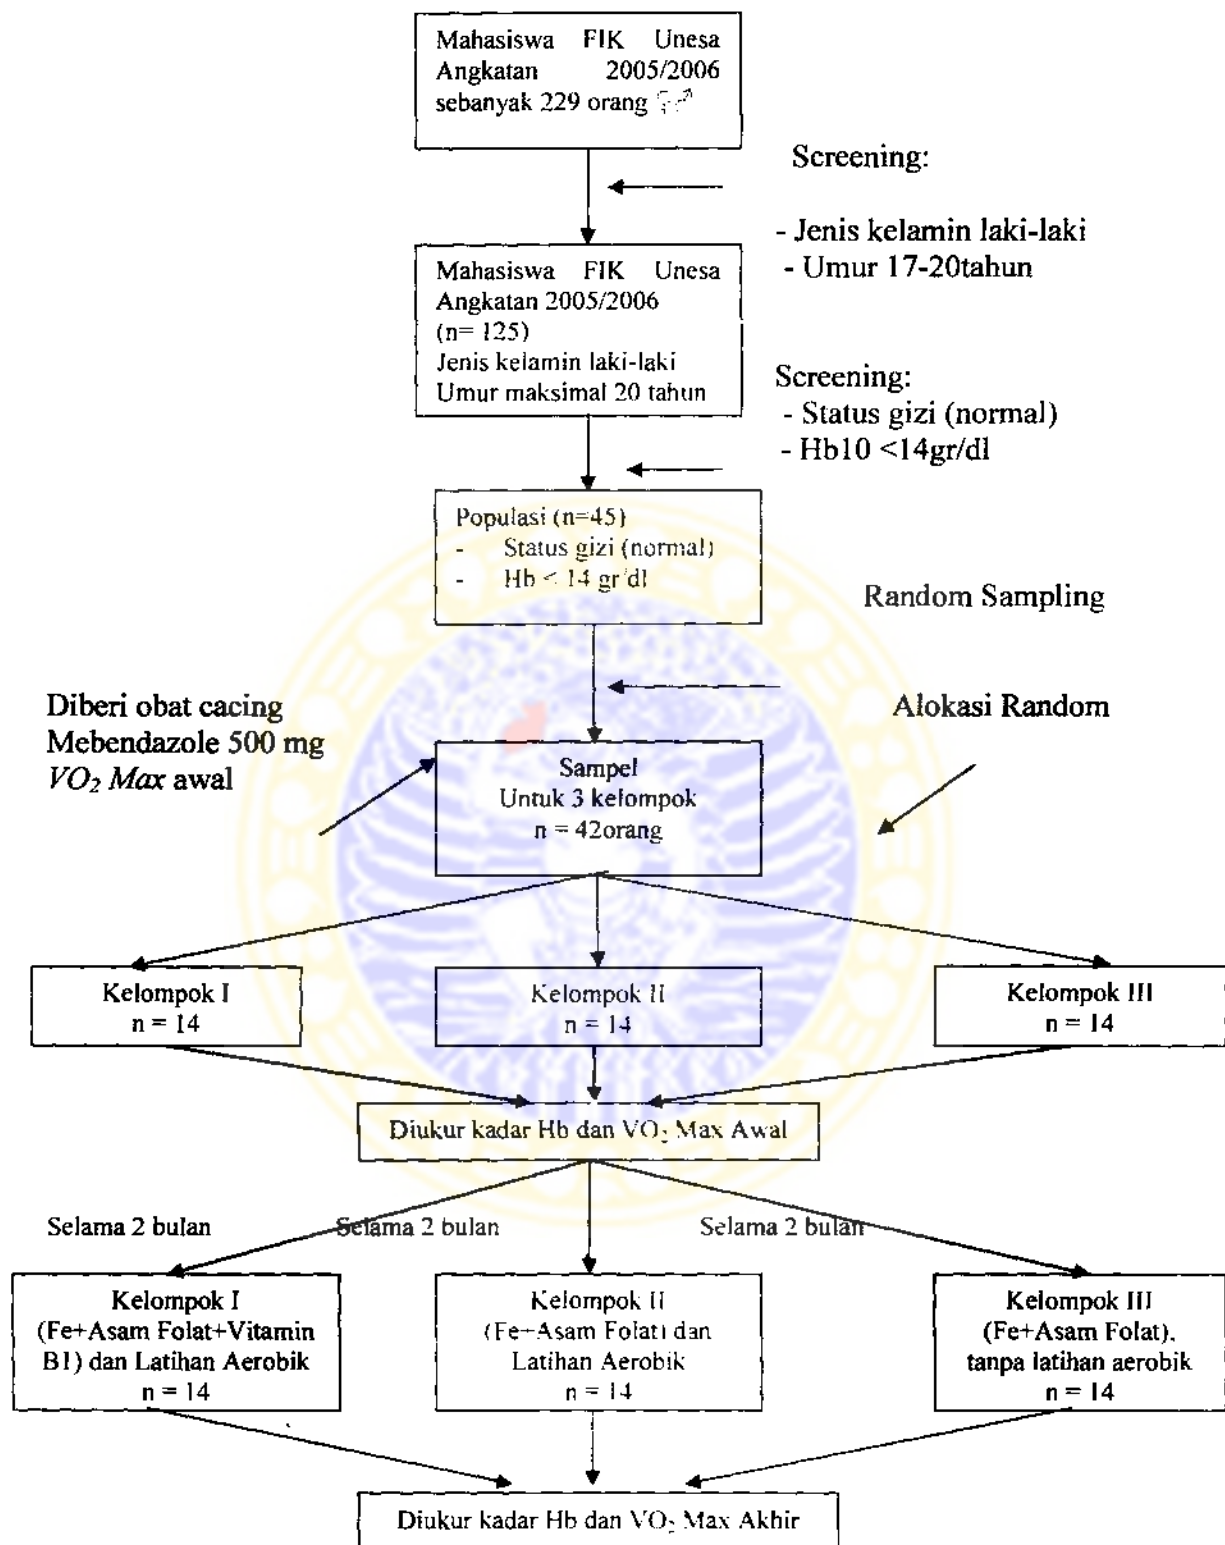 Mahasiswa FIK Unesa
Angkatan 2005/2006
sebanyak 229 orang ♀♂
Screening:
- Jenis kelamin laki-laki
- Umur 17-20tahun
Mahasiswa FIK Unesa
Angkatan 2005/2006
(n= 125)
Jenis kelamin laki-laki
Umur maksimal 20 tahun
Screening:
- Status gizi (normal)
- Hb10 <14gr/dl
Populasi (n=45)
- Status gizi (normal)
- Hb < 14 gr/dl
Random Sampling
Diberi obat cacing
Mebendazole 500 mg
VO₂ Max awal
Alokasi Random
Sampel
Untuk 3 kelompok
n = 42orang
Kelompok I
n = 14
Kelompok II
n = 14
Kelompok III
n = 14
Diukur kadar Hb dan VO₂ Max Awal
Selama 2 bulan
Selama 2 bulan
Selama 2 bulan
Kelompok I
(Fe+Asam Folat+Vitamin
B1) dan Latihan Aerobik
n = 14
Kelompok II
(Fe+Asam Folat) dan
Latihan Aerobik
n = 14
Kelompok III
(Fe+Asam Folat),
tanpa latihan aerobik
n = 14
Diukur kadar Hb dan VO₂ Max Akhir